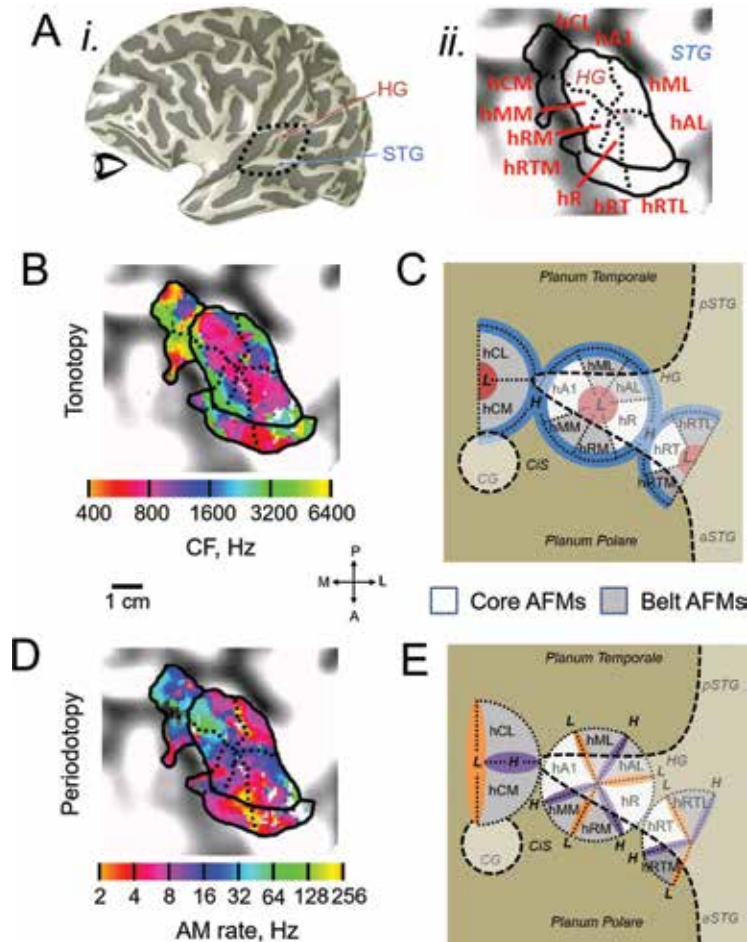 A
i.
HG
STG
ii.
hCL
hA1
STG
hCM
HG
hML
hMM
hAL
hRM
hRTM
hR
hRT
hRTL
B
Tonotopy
400 800 1600 3200 6400
CF, Hz
C
Planum Temporale
pSTG
hCL
hML
HG
hA1
hAL
L
H
L
hCM
hR
H
hMM
hRM
hRTL
hRT
L
hRTM
CG
CiS
Planum Polare
aSTG
1 cm
P
M L
A
Core AFMs
Belt AFMs
D
Periodotopy
2 4 8 16 32 64 128 256
AM rate, Hz
E
Planum Temporale
pSTG
L
H
hCL
hML
HG
hA1
hAL
L
L
H
L
H
hCM
hR
hRTL
hMM
H
hRM
hRT
L
H
H
hRTM
L
CG
CiS
Planum Polare
aSTG